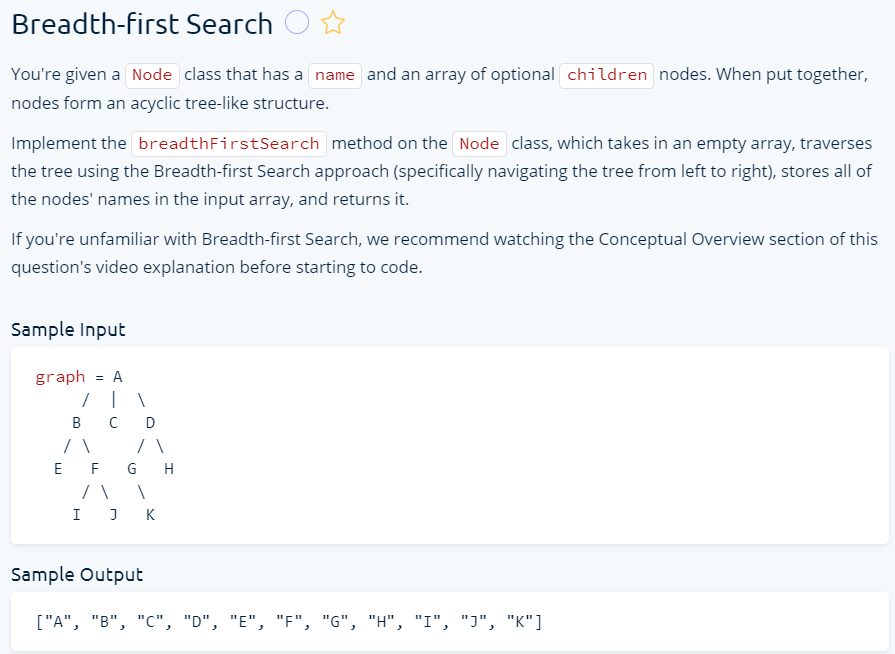 Breadth-first Search
You're given a Node class that has a name and an array of optional children nodes. When put together,
nodes form an acyclic tree-like structure.
Implement the breadthFirstSearch method on the Node class, which takes in an empty array, traverses
the tree using the Breadth-first Search approach (specifically navigating the tree from left to right), stores all of
the nodes' names in the input array, and returns it.
If you're unfamiliar with Breadth-first Search, we recommend watching the Conceptual Overview section of this
question's video explanation before starting to code.
Sample Input
graph = A
     /  |  \
    B   C   D
   / \     / \
  E   F   G   H
     / \   \
    I   J   K
Sample Output
["A", "B", "C", "D", "E", "F", "G", "H", "I", "J", "K"]